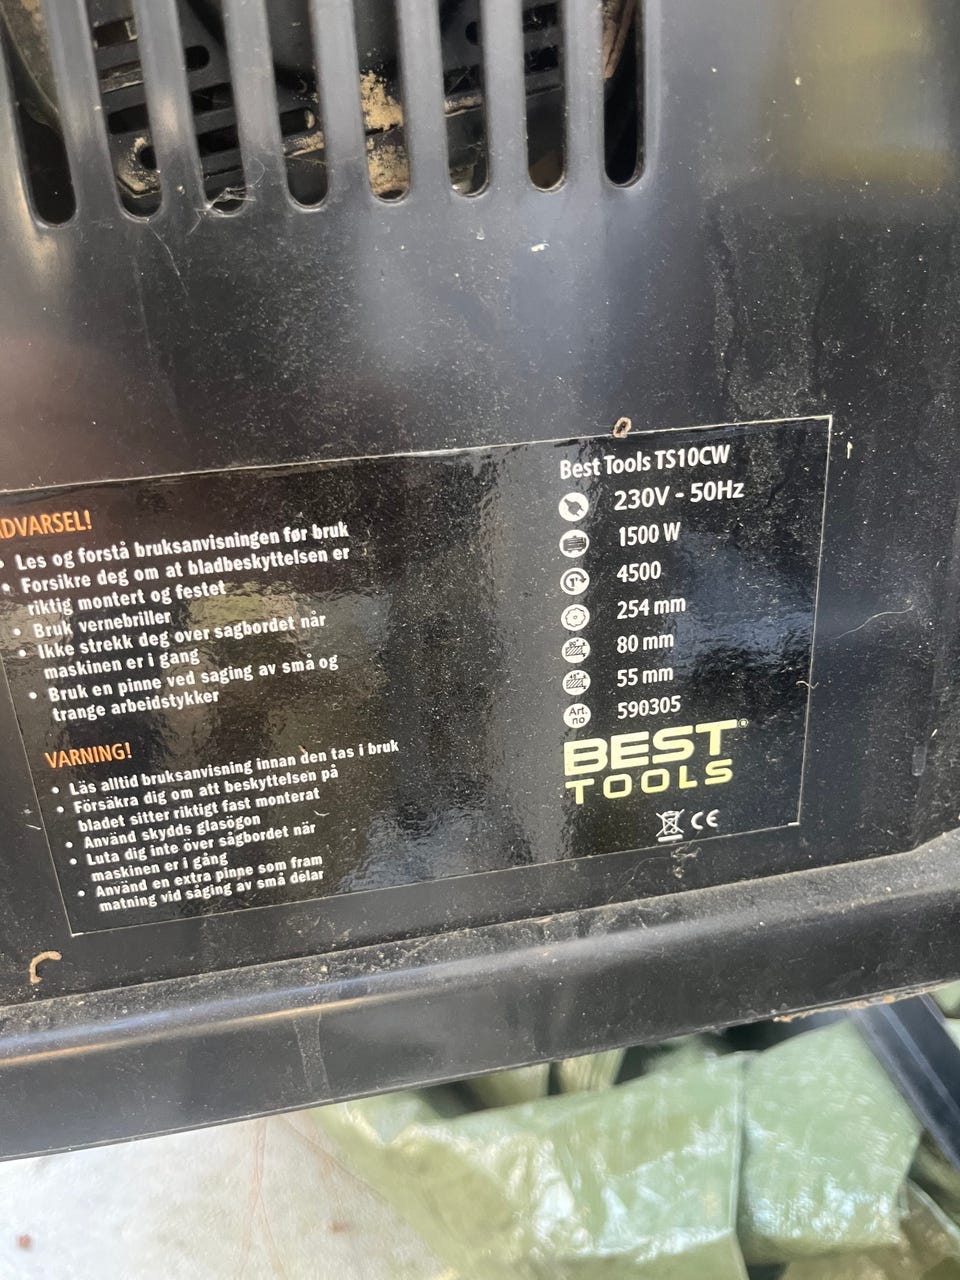 ADVARSEL!
• Les og forstå bruksanvisningen før bruk
• Forsikre deg om at bladbeskyttelsen er
riktig montert og festet
• Bruk vernebriller
• Ikke strekk deg over sagbordet når
maskinen er i gang
• Bruk en pinne ved saging av små og
trange arbeidstykker
VARNING!
• Läs alltid bruksanvisning innan den tas i bruk
• Försäkra dig om att beskyttelsen på
bladet sitter riktigt fast monterat
• Använd skydds glasögon
• Luta dig inte över sågbordet när
maskinen er i gång
• Använd en extra pinne som fram
matning vid såging av små delar
Best Tools TS10CW
230V - 50Hz
1500 W
4500
254 mm
80 mm
45° 55 mm
Art. no 590305
BEST®
TOOLS
CE